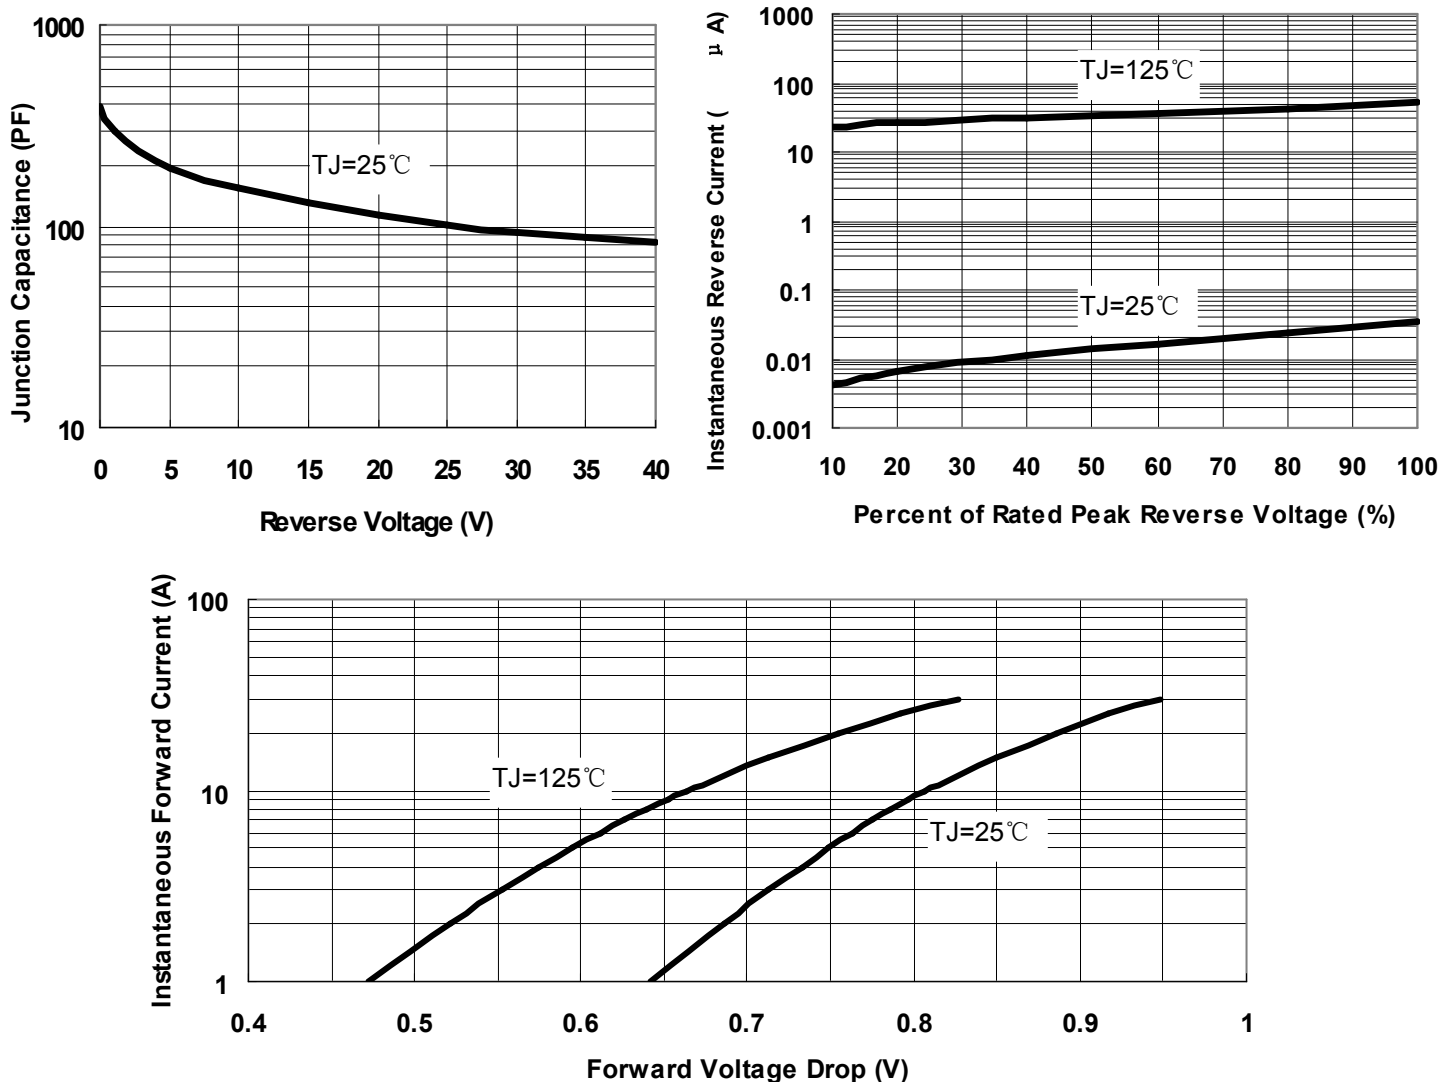 Junction Capacitance (PF)
1000
100
10
TJ=25℃
0 5 10 15 20 25 30 35 40
Reverse Voltage (V)
Instantaneous Reverse Current ( μ A)
1000
100
10
1
0.1
0.01
0.001
TJ=125℃
TJ=25℃
10 20 30 40 50 60 70 80 90 100
Percent of Rated Peak Reverse Voltage (%)
Instantaneous Forward Current (A)
100
10
1
TJ=125℃
TJ=25℃
0.4 0.5 0.6 0.7 0.8 0.9 1
Forward Voltage Drop (V)